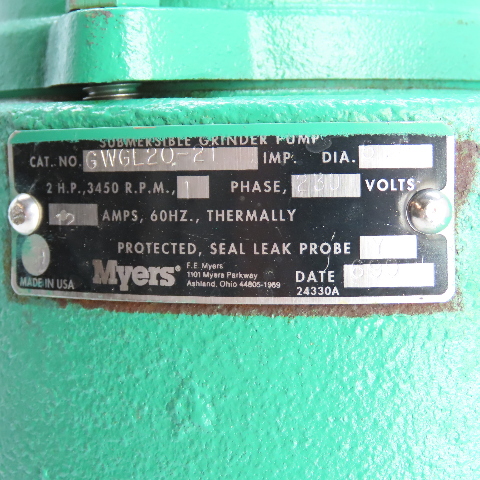 SUBMERSIBLE GRINDER PUMP
CAT. NO. GWGL20-21 IMP. DIA.
2 H.P., 3450 R.P.M., 1 PHASE, 230 VOLTS
12 AMPS, 60HZ., THERMALLY
PROTECTED, SEAL LEAK PROBE
MADE IN USA
Myers®
F.E. Myers
1101 Myers Parkway
Ashland, Ohio 44805-1969
DATE
24330A